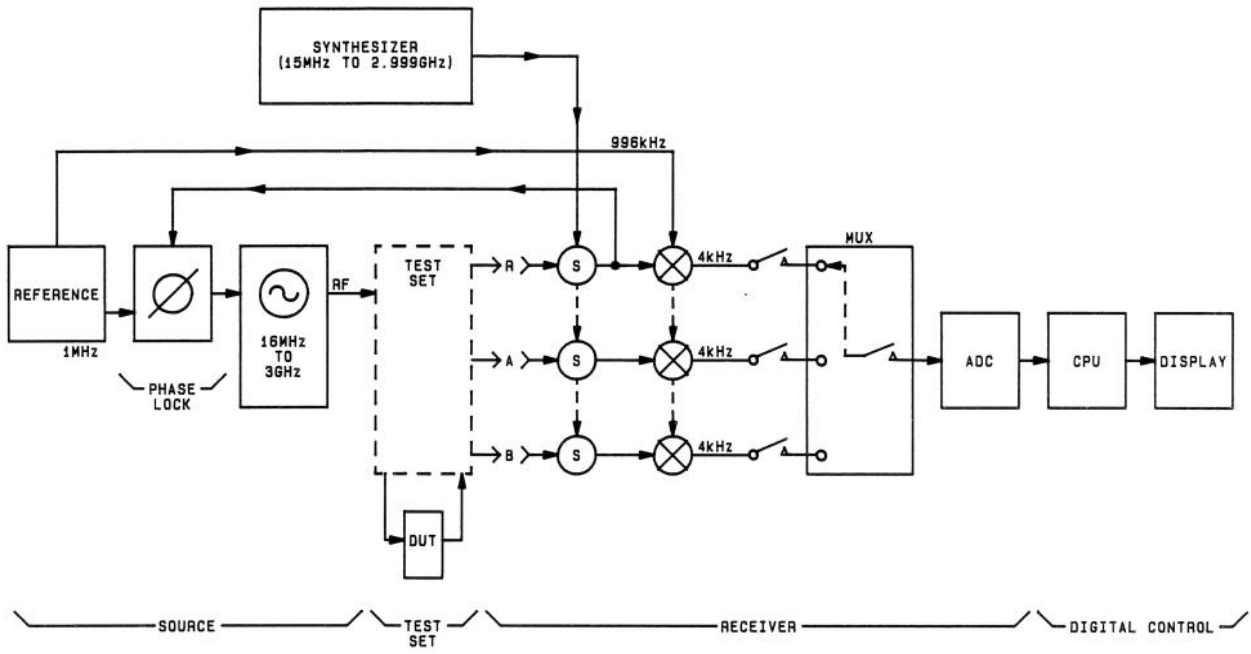 SYNTHESIZER
(15MHz TO 2.999GHz)
996kHz
REFERENCE
1MHz
PHASE
LOCK
16MHz
TO
3GHz
RF
TEST
SET
R
S
4kHz
MUX
A
S
4kHz
B
S
4kHz
ADC
CPU
DISPLAY
DUT
SOURCE
TEST
SET
RECEIVER
DIGITAL CONTROL